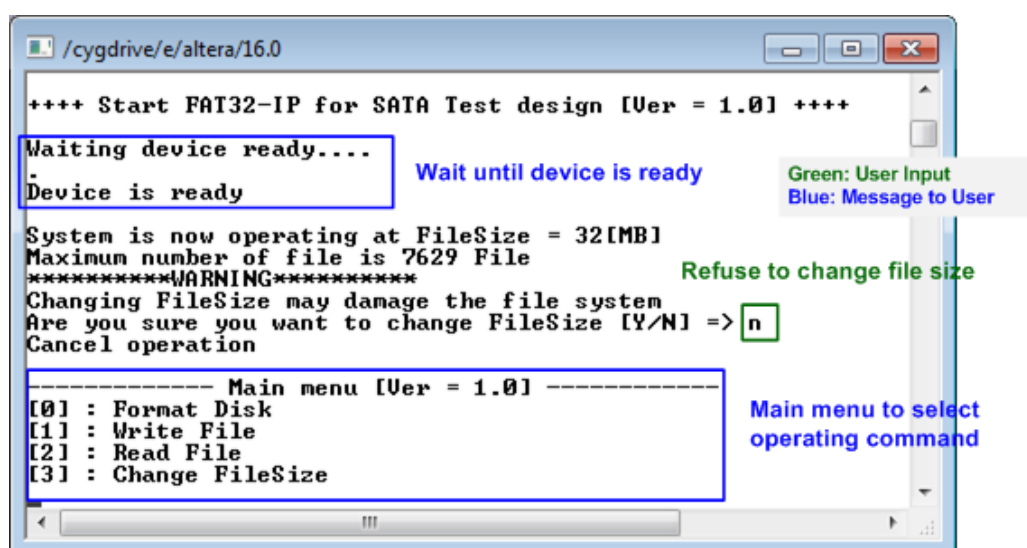 /cygdrive/e/altera/16.0
++++ Start FAT32-IP for SATA Test design [Ver = 1.0] ++++
Waiting device ready....
.
Device is ready
Wait until device is ready
Green: User Input
Blue: Message to User
System is now operating at FileSize = 32[MB]
Maximum number of file is 7629 File
**********WARNING**********
Refuse to change file size
Changing FileSize may damage the file system
Are you sure you want to change FileSize [Y/N] => n
Cancel operation
------------- Main menu [Ver = 1.0] ------------
[0] : Format Disk
[1] : Write File
[2] : Read File
[3] : Change FileSize
Main menu to select
operating command